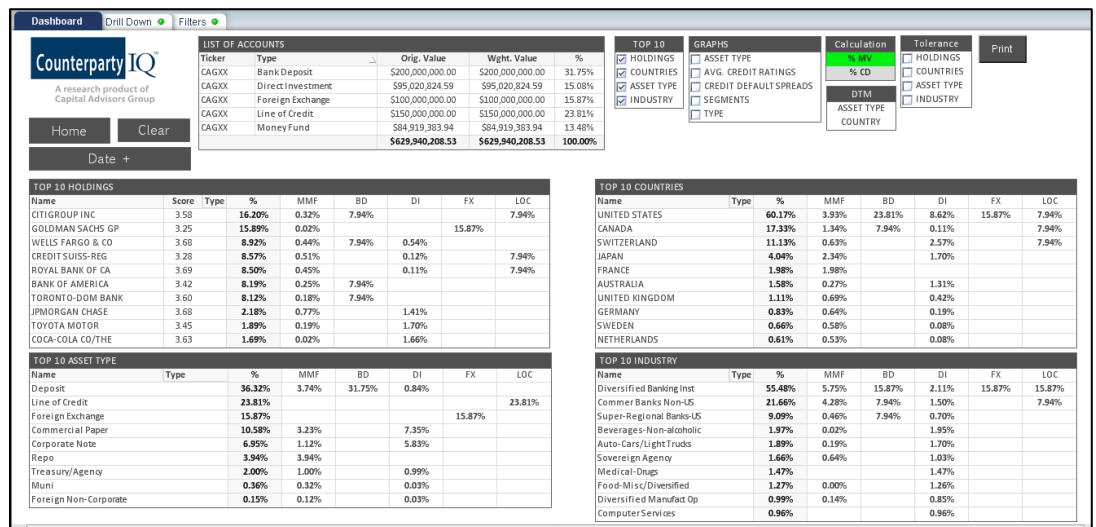 Dashboard Drill Down Filters
Counterparty IQ
A research product of
Capital Advisors Group
Home Clear
Date +
LIST OF ACCOUNTS
Ticker Type Orig. Value Wght. Value %
CAGXX Bank Deposit $200,000,000.00 $200,000,000.00 31.75%
CAGXX Direct Investment $95,020,824.59 $95,020,824.59 15.08%
CAGXX Foreign Exchange $100,000,000.00 $100,000,000.00 15.87%
CAGXX Line of Credit $150,000,000.00 $150,000,000.00 23.81%
CAGXX Money Fund $84,919,383.94 $84,919,383.94 13.48%
$629,940,208.53 $629,940,208.53 100.00%
TOP 10
HOLDINGS
COUNTRIES
ASSET TYPE
INDUSTRY
GRAPHS
ASSET TYPE
AVG. CREDIT RATINGS
CREDIT DEFAULT SPREADS
SEGMENTS
TYPE
Calculation
% MV
% CD
DTM
ASSET TYPE
COUNTRY
Tolerance
HOLDINGS
COUNTRIES
ASSET TYPE
INDUSTRY
Print
TOP 10 HOLDINGS
Name Score Type % MMF BD DI FX LOC
CITIGROUP INC 3.58 16.20% 0.32% 7.94% 7.94%
GOLDMAN SACHS GP 3.25 15.89% 0.02% 15.87%
WELLS FARGO & CO 3.68 8.92% 0.44% 7.94% 0.54%
CREDIT SUISS-REG 3.28 8.57% 0.51% 0.12% 7.94%
ROYAL BANK OF CA 3.69 8.50% 0.45% 0.11% 7.94%
BANK OF AMERICA 3.42 8.19% 0.25% 7.94%
TORONTO-DOM BANK 3.60 8.12% 0.18% 7.94%
JPMORGAN CHASE 3.68 2.18% 0.77% 1.41%
TOYOTA MOTOR 3.45 1.89% 0.19% 1.70%
COCA-COLA CO/THE 3.63 1.69% 0.02% 1.66%
TOP 10 COUNTRIES
Name Type % MMF BD DI FX LOC
UNITED STATES 60.17% 3.93% 23.81% 8.62% 15.87% 7.94%
CANADA 17.33% 1.34% 7.94% 0.11% 7.94%
SWITZERLAND 11.13% 0.63% 2.57% 7.94%
JAPAN 4.04% 2.34% 1.70%
FRANCE 1.98% 1.98%
AUSTRALIA 1.58% 0.27% 1.31%
UNITED KINGDOM 1.11% 0.69% 0.42%
GERMANY 0.83% 0.64% 0.19%
SWEDEN 0.66% 0.58% 0.08%
NETHERLANDS 0.61% 0.53% 0.08%
TOP 10 ASSET TYPE
Name Type % MMF BD DI FX LOC
Deposit 36.32% 3.74% 31.75% 0.84%
Line of Credit 23.81% 23.81%
Foreign Exchange 15.87% 15.87%
Commercial Paper 10.58% 3.23% 7.35%
Corporate Note 6.95% 1.12% 5.83%
Repo 3.94% 3.94%
Treasury/Agency 2.00% 1.00% 0.99%
Muni 0.36% 0.32% 0.03%
Foreign Non-Corporate 0.15% 0.12% 0.03%
TOP 10 INDUSTRY
Name Type % MMF BD DI FX LOC
Diversified Banking Inst 55.48% 5.75% 15.87% 2.11% 15.87% 15.87%
Commer Banks Non-US 21.66% 4.28% 7.94% 1.50% 7.94%
Super-Regional Banks-US 9.09% 0.46% 7.94% 0.70%
Beverages-Non-alcoholic 1.97% 0.02% 1.95%
Auto-Cars/Light Trucks 1.89% 0.19% 1.70%
Sovereign Agency 1.66% 0.64% 1.03%
Medical-Drugs 1.47% 1.47%
Food-Misc/Diversified 1.27% 0.00% 1.26%
Diversified Manufact Op 0.99% 0.14% 0.85%
Computer Services 0.96% 0.96%